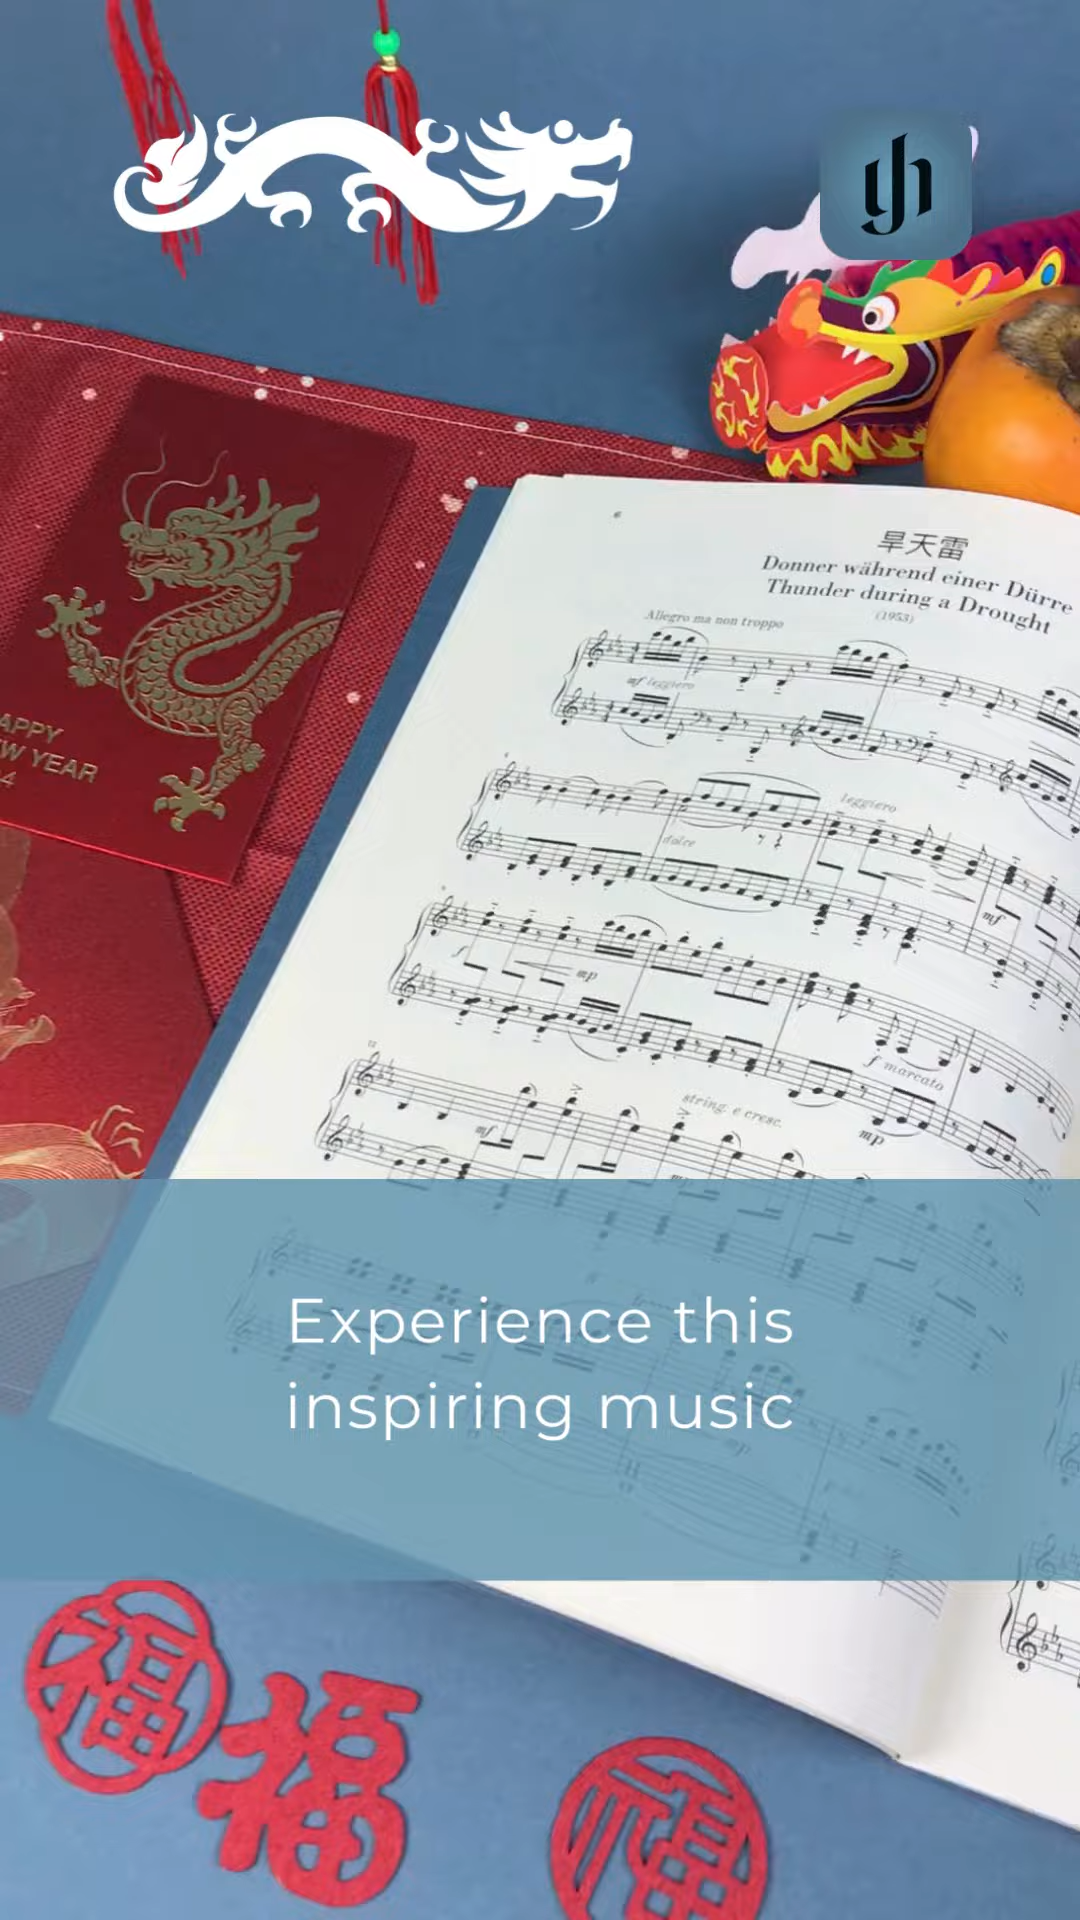 6
旱天雷
Donner während einer Dürre
Thunder during a Drought
(1953)
Allegro ma non troppo
mf leggiero
leggiero
dolce
mf
f
mp
f marcato
string. e cresc.
mf
mp
APPY
W YEAR
4
Experience this
inspiring music
福
福
福